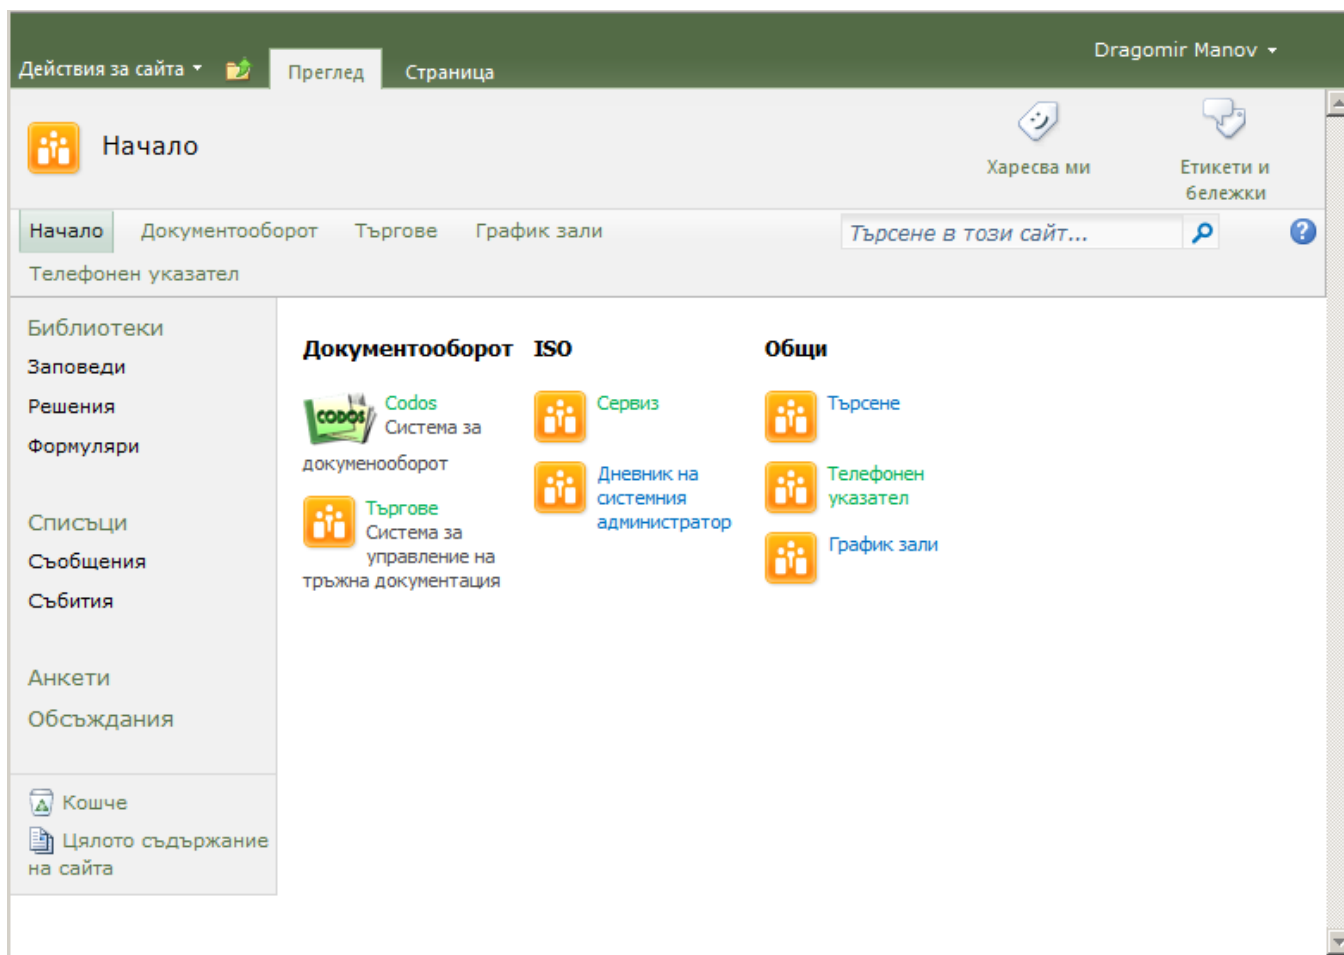 Dragomir Manov
Действия за сайта
Преглед
Страница
Начало
Харесва ми
Етикети и
бележки
Начало
Документооборот
Търгове
График зали
Търсене в този сайт...
Телефонен указател
Библиотеки
Заповеди
Решения
Формуляри
Списъци
Съобщения
Събития
Анкети
Обсъждания
Кошче
Цялото съдържание
на сайта
Документооборот
CODOS
Codos
Система за
докуменооборот
Търгове
Система за
управление на
тръжна документация
ISO
Сервиз
Дневник на
системния
администратор
Общи
Търсене
Телефонен
указател
График зали